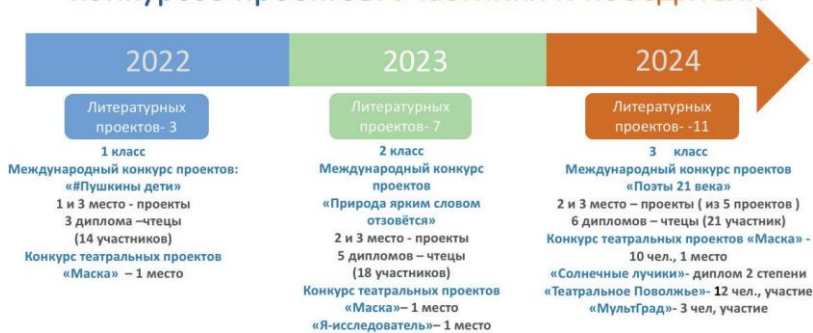 конкурсов проектов. Участники и победители
2022
2023
2024
Литературных
проектов- 3
Литературных
проектов- 7
Литературных
проектов- -11
1 класс
Международный конкурс проектов:
«#Пушкины дети»
1 и 3 место - проекты
3 диплома –чтецы
(14 участников)
Конкурс театральных проектов
«Маска» – 1 место
2 класс
Международный конкурс
проектов
«Природа ярким словом
отзовётся»
2 и 3 место - проекты
5 дипломов – чтецы
(18 участников)
Конкурс театральных проектов
«Маска»– 1 место
«Я-исследователь»– 1 место
3 класс
Международный конкурс проектов
«Поэты 21 века»
2 и 3 место – проекты ( из 5 проектов )
6 дипломов – чтецы (21 участник)
Конкурс театральных проектов «Маска» -
10 чел., 1 место
«Солнечные лучики»- диплом 2 степени
«Театральное Поволжье»- 12 чел., участие
«МультГрад»- 3 чел, участие